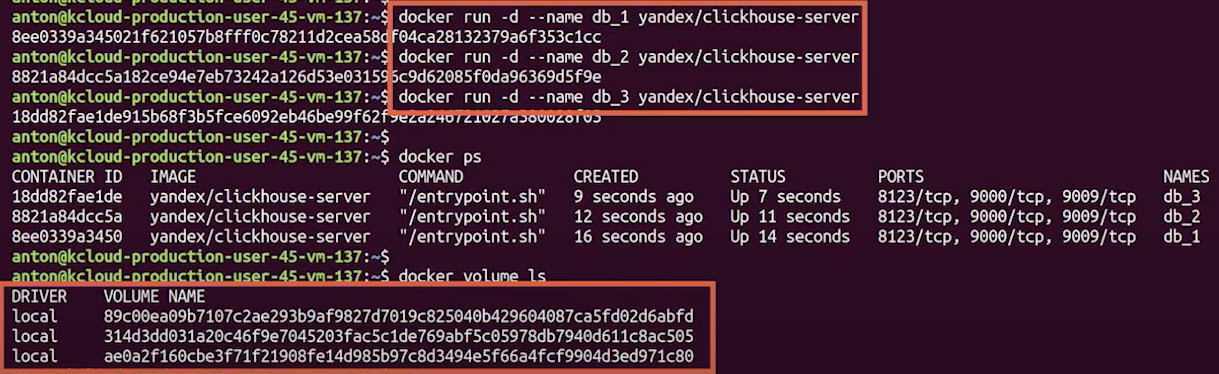 anton@kcloud-production-user-45-vm-137:~$ docker run -d --name db_1 yandex/clickhouse-server
8ee0339a345021f621057b8fff0c78211d2cea58df04ca28132379a6f353c1cc
anton@kcloud-production-user-45-vm-137:~$ docker run -d --name db_2 yandex/clickhouse-server
8821a84dcc5a182ce94e7eb73242a126d53e031596c9d62085f0da96369d5f9e
anton@kcloud-production-user-45-vm-137:~$ docker run -d --name db_3 yandex/clickhouse-server
18dd82fae1de915b68f3b5fce6092eb46be99f62f9e2a246721027a380028f03
anton@kcloud-production-user-45-vm-137:~$
anton@kcloud-production-user-45-vm-137:~$ docker ps
CONTAINER ID IMAGE COMMAND CREATED STATUS PORTS NAMES
18dd82fae1de yandex/clickhouse-server "/entrypoint.sh" 9 seconds ago Up 7 seconds 8123/tcp, 9000/tcp, 9009/tcp db_3
8821a84dcc5a yandex/clickhouse-server "/entrypoint.sh" 12 seconds ago Up 11 seconds 8123/tcp, 9000/tcp, 9009/tcp db_2
8ee0339a3450 yandex/clickhouse-server "/entrypoint.sh" 16 seconds ago Up 14 seconds 8123/tcp, 9000/tcp, 9009/tcp db_1
anton@kcloud-production-user-45-vm-137:~$
anton@kcloud-production-user-45-vm-137:~$ docker volume ls
DRIVER VOLUME NAME
local 89c00ea09b7107c2ae293b9af9827d7019c825040b429604087ca5fd02d6abfd
local 314d3dd031a20c46f9e7045203fac5c1de769abf5c05978db7940d611c8ac505
local ae0a2f160cbe3f71f21908fe14d985b97c8d3494e5f66a4fcf9904d3ed971c80